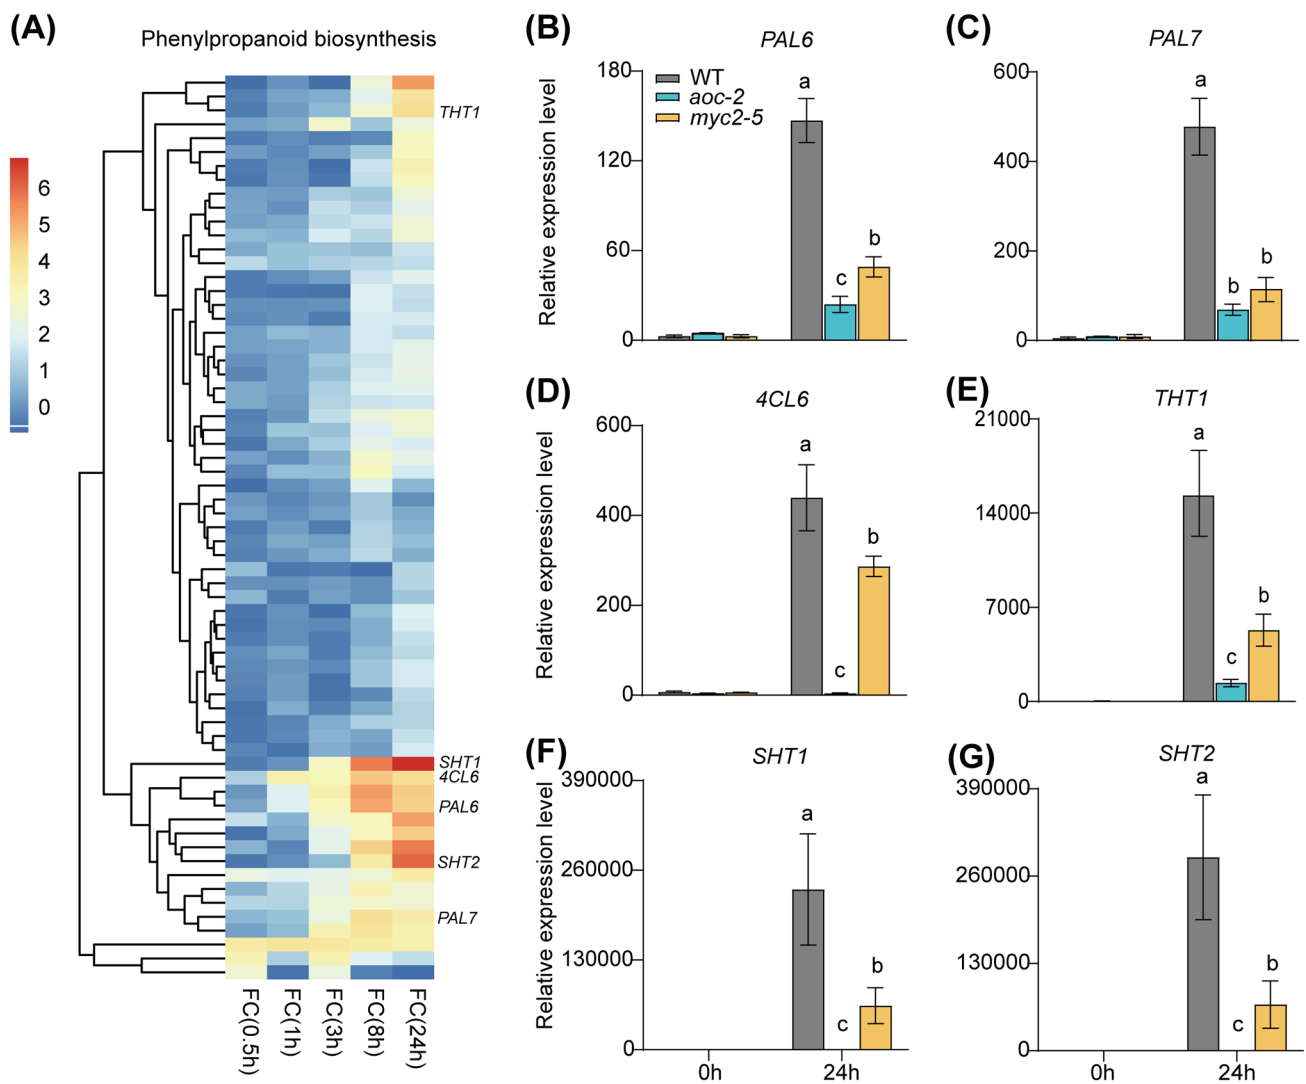 (A)
Phenylpropanoid biosynthesis
6
5
4
3
2
1
0
THT1
SHT1
4CL6
PAL6
SHT2
PAL7
FC(0.5h)
FC(1h)
FC(3h)
FC(8h)
FC(24h)
(B)
PAL6
Relative expression level
180
120
60
0
WT
aoc-2
myc2-5
a
c
b
(C)
PAL7
600
400
200
0
a
b
b
(D)
4CL6
Relative expression level
600
400
200
0
a
c
b
(E)
THT1
21000
14000
7000
0
a
c
b
(F)
SHT1
Relative expression level
390000
260000
130000
0
a
c
b
0h
24h
(G)
SHT2
390000
260000
130000
0
a
c
b
0h
24h